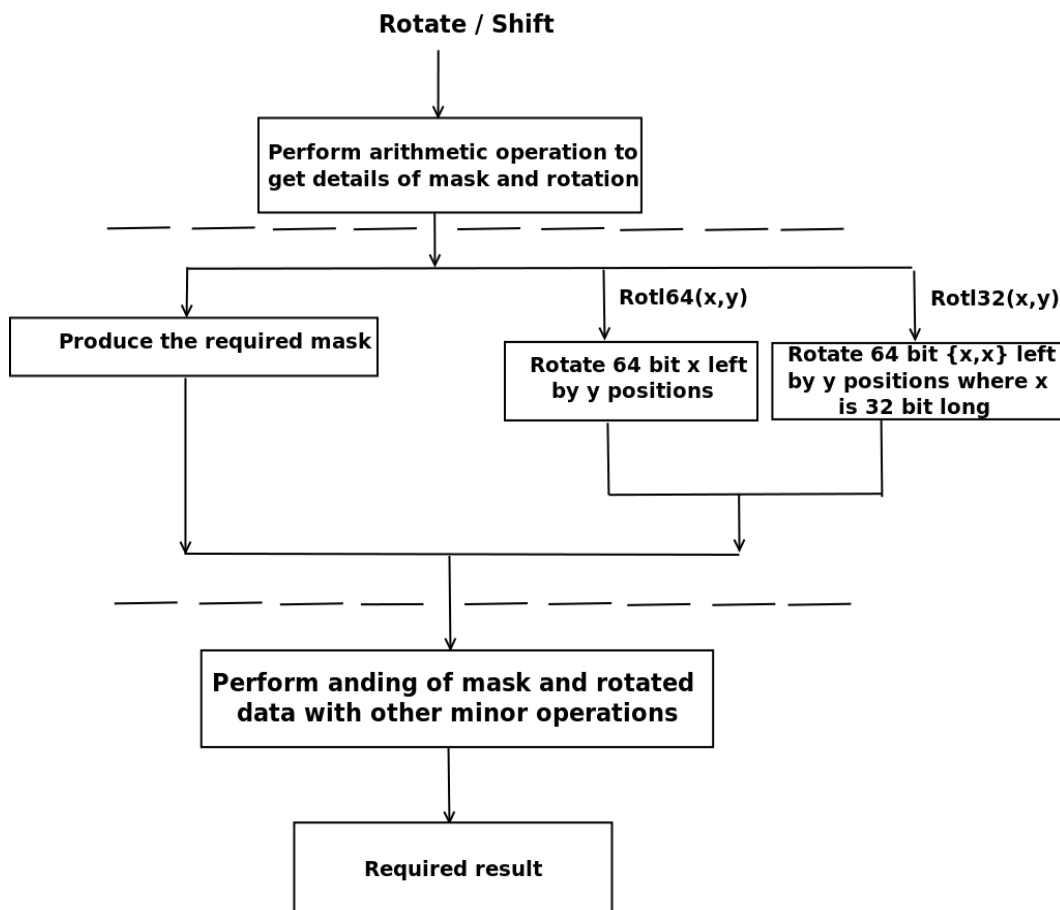 Rotate / Shift
Perform arithmetic operation to
get details of mask and rotation
Rotl64(x,y)
Rotl32(x,y)
Produce the required mask
Rotate 64 bit x left
by y positions
Rotate 64 bit {x,x} left
by y positions where x
is 32 bit long
Perform anding of mask and rotated
data with other minor operations
Required result